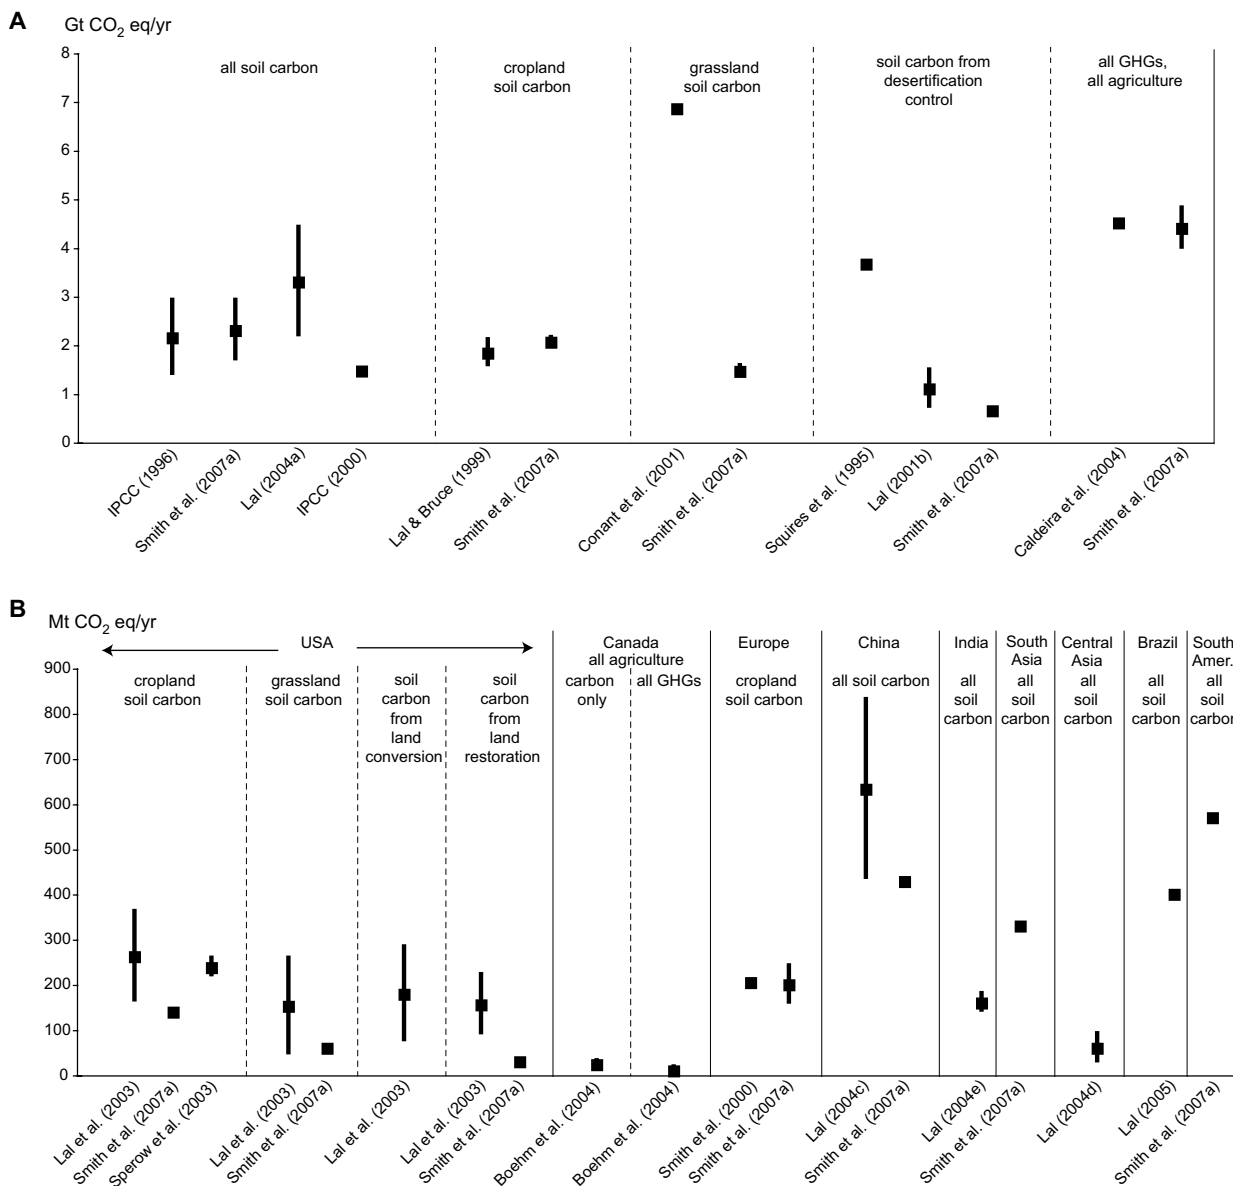 A
Gt CO2 eq/yr
8
7
6
5
4
3
2
1
0
all soil carbon
cropland
soil carbon
grassland
soil carbon
soil carbon from
desertification
control
all GHGs,
all agriculture
IPCC (1996)
Smith et al. (2007a)
Lal (2004a)
IPCC (2000)
Lal & Bruce (1999)
Smith et al. (2007a)
Conant et al. (2001)
Smith et al. (2007a)
Squires et al. (1995)
Lal (2001b)
Smith et al. (2007a)
Caldeira et al. (2004)
Smith et al. (2007a)
B
Mt CO2 eq/yr
900
800
700
600
500
400
300
200
100
0
USA
cropland
soil carbon
grassland
soil carbon
soil
carbon
from
land
conversion
soil
carbon
from
land
restoration
Canada
all agriculture
carbon
only
all GHGs
Europe
cropland
soil carbon
China
all soil carbon
India
all
soil
carbon
South
Asia
all
soil
carbon
Central
Asia
all
soil
carbon
Brazil
all
soil
carbon
South
Amer.
all
soil
carbon
Lal et al. (2003)
Smith et al. (2007a)
Sperow et al. (2003)
Lal et al. (2003)
Smith et al. (2007a)
Lal et al. (2003)
Lal et al. (2003)
Smith et al. (2007a)
Boehm et al. (2004)
Boehm et al. (2004)
Smith et al. (2000)
Smith et al. (2007a)
Lal (2004c)
Smith et al. (2007a)
Lal (2004e)
Smith et al. (2007a)
Lal (2004d)
Lal (2005)
Smith et al. (2007a)